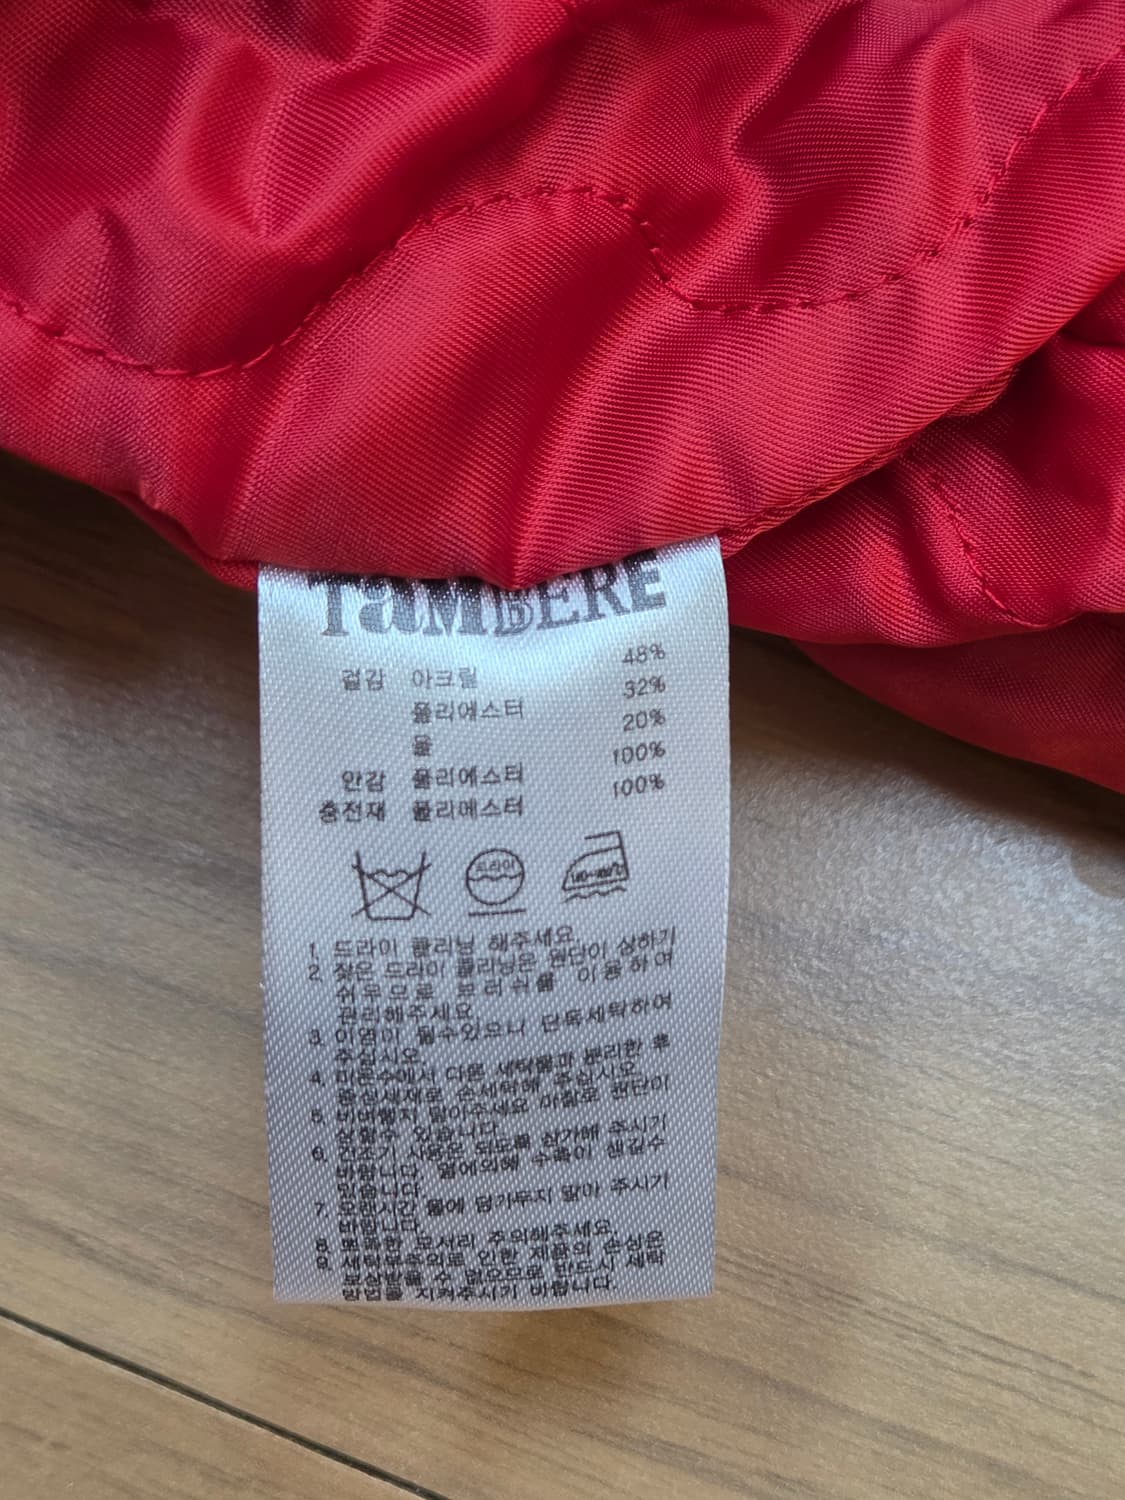 TaMBERE
겉감 아크릴 48%
폴리에스터 32%
울 20%
안감 폴리에스터 100%
충전재 폴리에스터 100%
드라이
140~160℃
1. 드라이 클리닝 해주세요.
2. 잦은 드라이 클리닝은 원단이 상하기
쉬우므로 브러쉬를 이용하여
관리해주세요.
3. 이염이 될수있으니 단독세탁하여
주십시오.
4. 미온수에서 다른 세탁물과 분리한 후
중성세제로 손세탁해 주십시오
5. 비벼빨지 말아주세요 마찰로 원단이
상할수 있습니다.
6. 건조기 사용은 되도록 삼가해 주시기
바랍니다. 열에의해 수축이 생길수
있습니다.
7. 오랜시간 물에 담가두지 말아 주시기
바랍니다.
8. 뾰족한 모서리 주의해주세요.
9. 세탁부주의로 인한 제품의 손상은
보상받을 수 없으므로 반드시 세탁
방법을 지켜주시기 바랍니다.